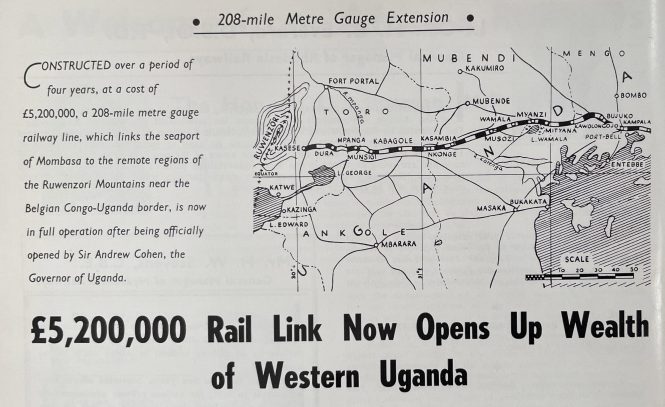 • 208-mile Metre Gauge Extension •
CONSTRUCTED over a period of
four years, at a cost of
£5,200,000, a 208-mile metre gauge
railway line, which links the seaport
of Mombasa to the remote regions of
the Ruwenzori Mountains near the
Belgian Congo-Uganda border, is now
in full operation after being officially
opened by Sir Andrew Cohen, the
Governor of Uganda.
MUBENDI
MENGO
KAKUMIRO
FORT PORTAL
BOMBO
TORO
MUBENDE
WAMALA
MYANZI
BUJUKO
RUWENZORI
HPANGA
KABAGOLE
KASAMBIA
MUSOZI
MITYANA
KAWOLONGOJO
KAMPALA
KASESE
DURA
MUNSIGI
NKONGE
L. WAMALA
PORT-BELL
ENTEBBE
EQUATOR
L. GEORGE
KATWE
KAZINGA
MASAKA
BUKAKATA
L. EDWARD
ANKOLE
MBARARA
UGANDA
SCALE
10 20 30 40 50
£5,200,000 Rail Link Now Opens Up Wealth
of Western Uganda